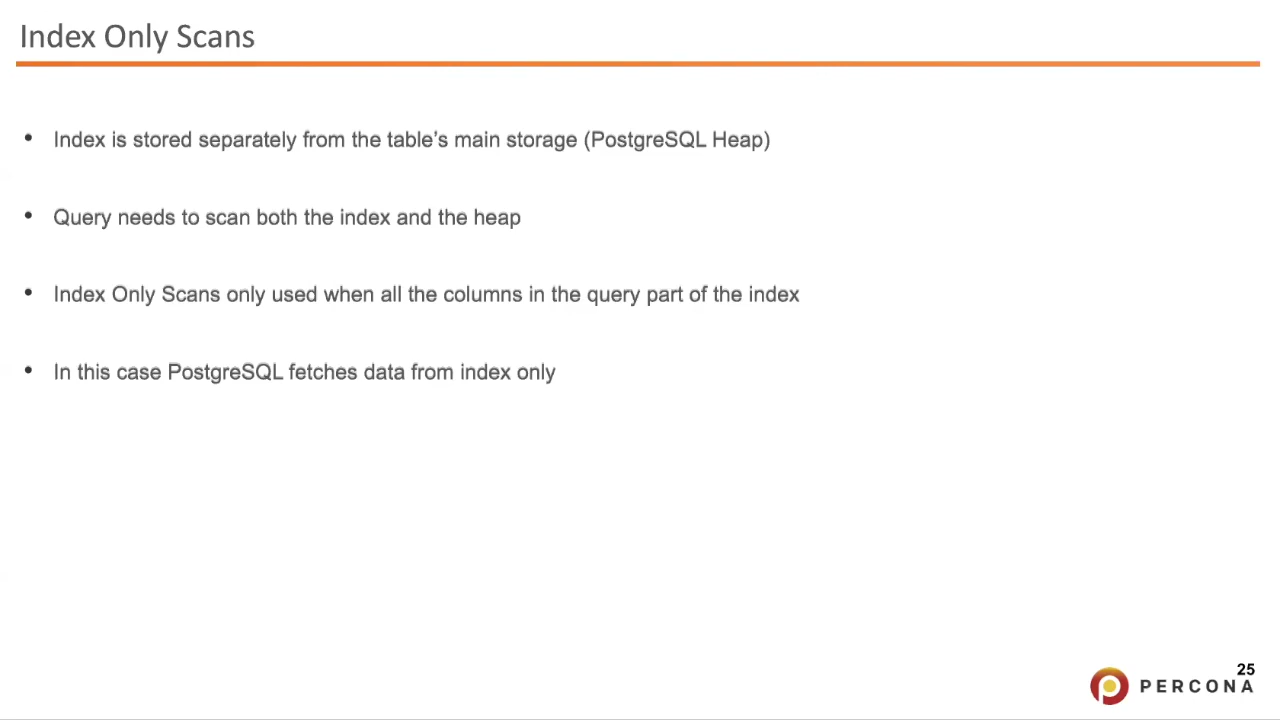 Index Only Scans
• Index is stored separately from the table’s main storage (PostgreSQL Heap)
• Query needs to scan both the index and the heap
• Index Only Scans only used when all the columns in the query part of the index
• In this case PostgreSQL fetches data from index only
25
PERCONA